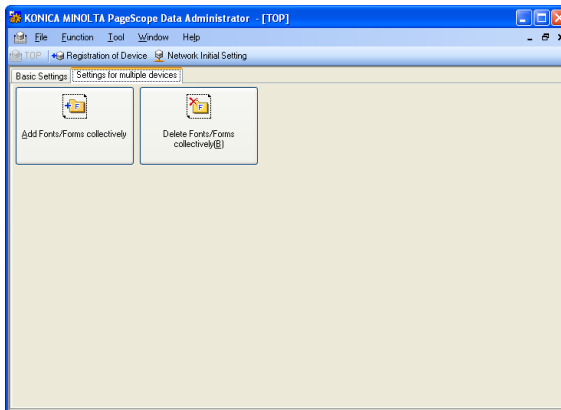 KONICA MINOLTA PageScope Data Administrator - [TOP]
File Function Tool Window Help
TOP Registration of Device Network Initial Setting
Basic Settings Settings for multiple devices
Add Fonts/Forms collectively
Delete Fonts/Forms
collectively(B)